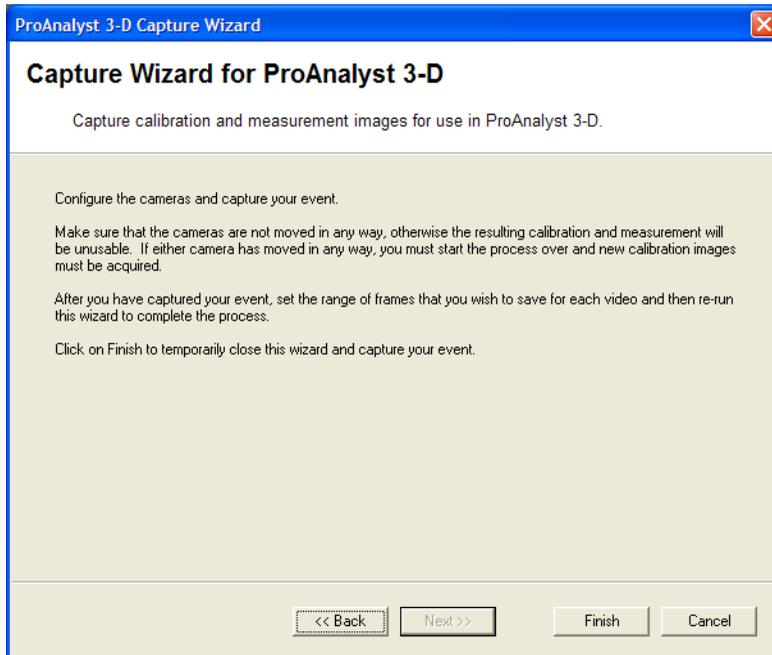 ProAnalyst 3-D Capture Wizard
Capture Wizard for ProAnalyst 3-D
Capture calibration and measurement images for use in ProAnalyst 3-D.
Configure the cameras and capture your event.
Make sure that the cameras are not moved in any way, otherwise the resulting calibration and measurement will
be unusable. If either camera has moved in any way, you must start the process over and new calibration images
must be acquired.
After you have captured your event, set the range of frames that you wish to save for each video and then re-run
this wizard to complete the process.
Click on Finish to temporarily close this wizard and capture your event.
<< Back Next >> Finish Cancel